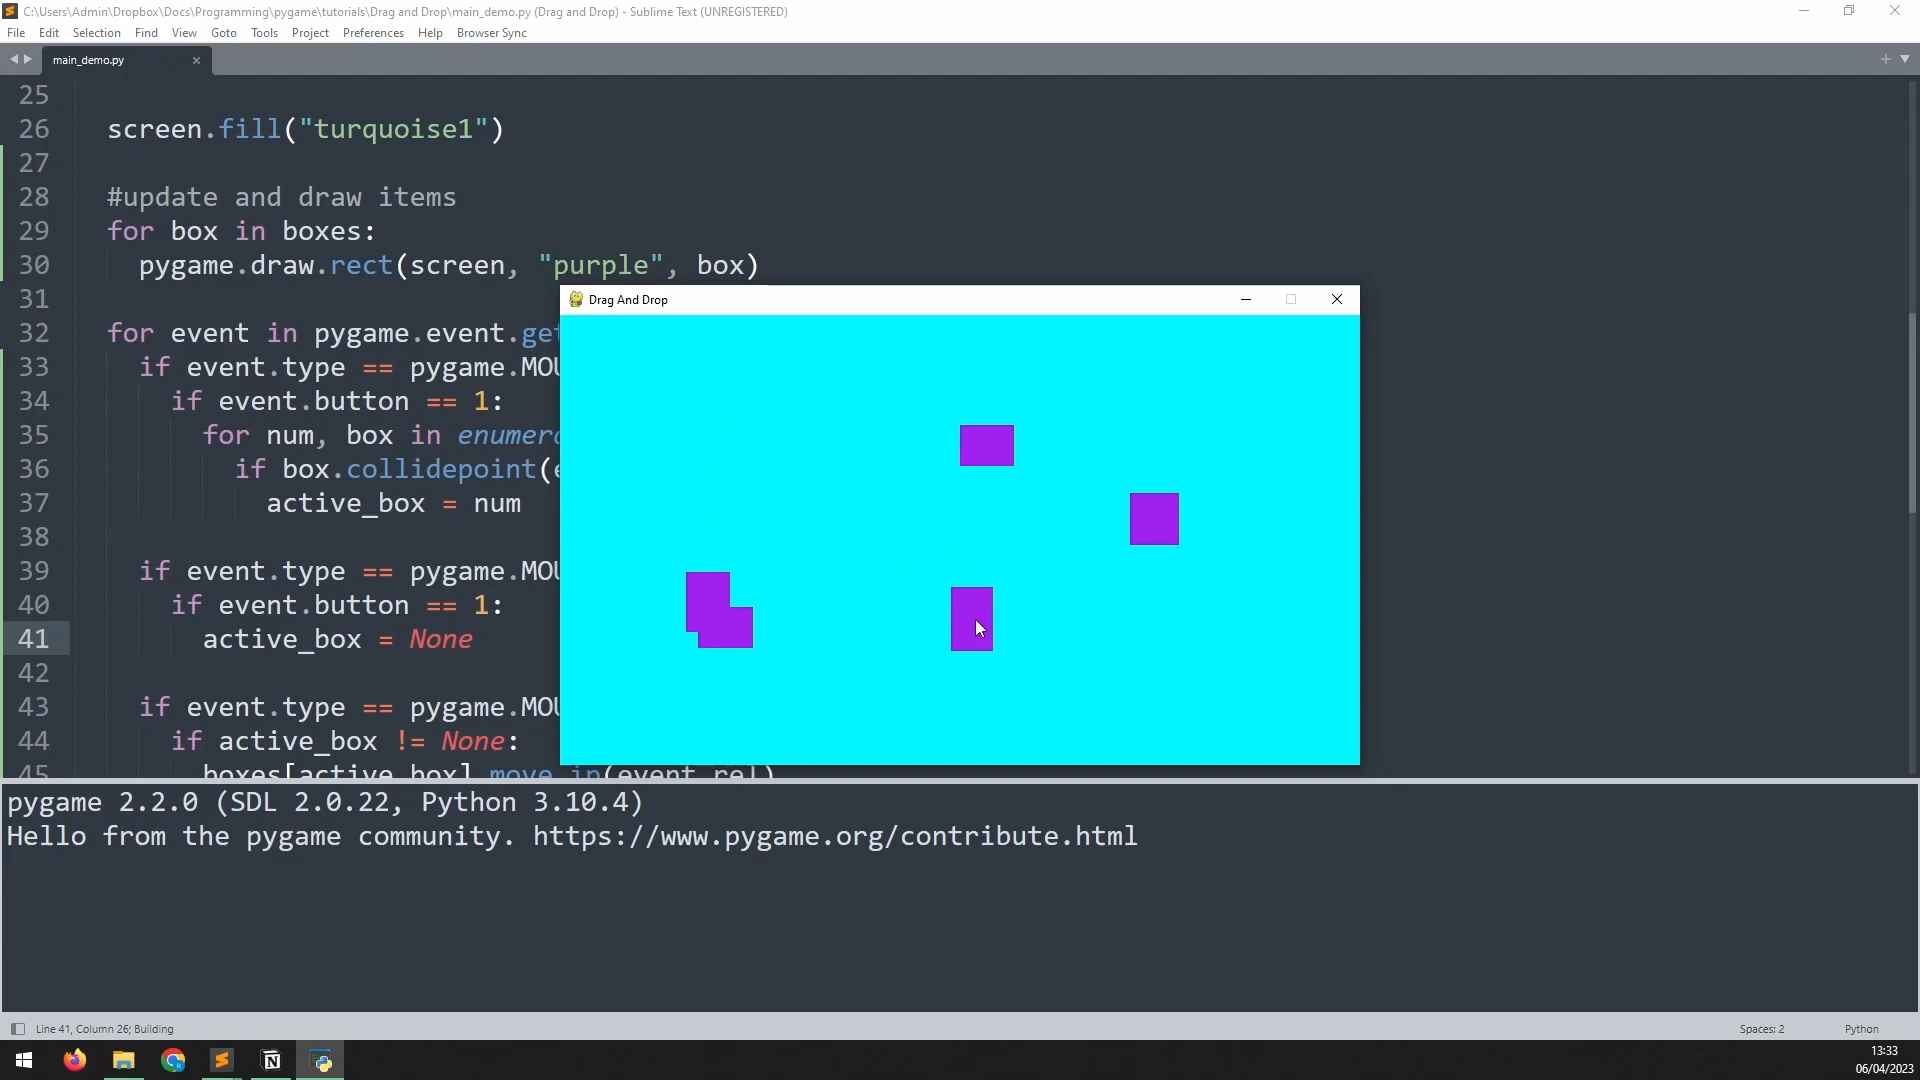 C:\Users\Admin\Dropbox\Docs\Programming\pygame\tutorials\Drag and Drop\main_demo.py (Drag and Drop) - Sublime Text (UNREGISTERED)
File Edit Selection Find View Goto Tools Project Preferences Help Browser Sync
main_demo.py
25
26 screen.fill("turquoise1")
27
28 #update and draw items
29 for box in boxes:
30 pygame.draw.rect(screen, "purple", box)
31
32 for event in pygame.event.get
33 if event.type == pygame.MOU
34 if event.button == 1:
35 for num, box in enumer
36 if box.collidepoint(e
37 active_box = num
38
39 if event.type == pygame.MOU
40 if event.button == 1:
41 active_box = None
42
43 if event.type == pygame.MOU
44 if active_box != None:
45 boxes[active_box].move_ip(event.rel)
Drag And Drop
pygame 2.2.0 (SDL 2.0.22, Python 3.10.4)
Hello from the pygame community. https://www.pygame.org/contribute.html
Line 41, Column 26; Building
Spaces: 2
Python
13:33
06/04/2023